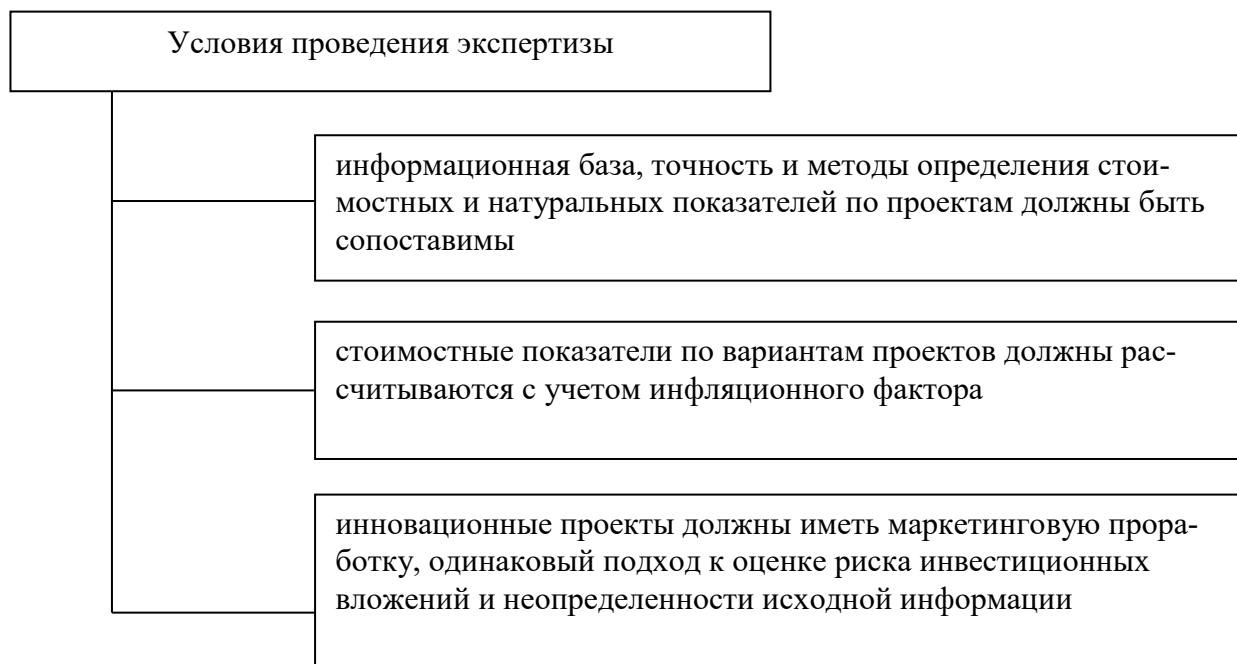 Условия проведения экспертизы
информационная база, точность и методы определения стои-
мостных и натуральных показателей по проектам должны быть
сопоставимы
стоимостные показатели по вариантам проектов должны рас-
считываются с учетом инфляционного фактора
инновационные проекты должны иметь маркетинговую прора-
ботку, одинаковый подход к оценке риска инвестиционных
вложений и неопределенности исходной информации